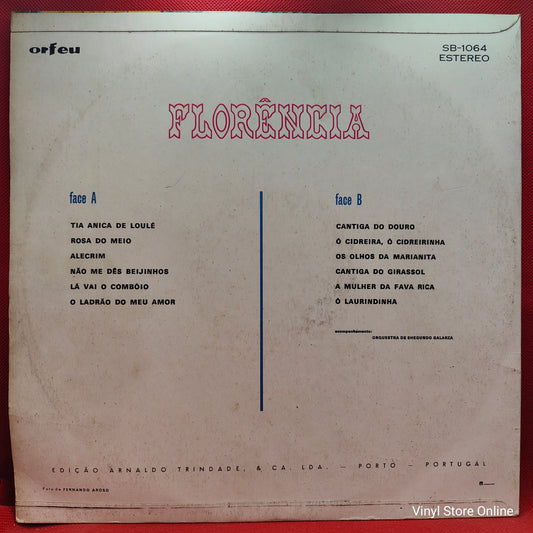 orfeu
SB-1064
ESTEREO
FLORÊNCIA
face A
TIA ANICA DE LOULÉ
ROSA DO MEIO
ALECRIM
NÃO ME DÊS BEIJINHOS
LÁ VAI O COMBÓIO
O LADRÃO DO MEU AMOR
face B
CANTIGA DO DOURO
Ó CIDREIRA, Ó CIDREIRINHA
OS OLHOS DA MARIANITA
CANTIGA DO GIRASSOL
A MULHER DA FAVA RICA
Ó LAURINDINHA
acompanhamento:
ORQUESTRA DE SHEGUNDO GALARZA
EDIÇÃO ARNALDO TRINDADE, & CA. LDA. — PORTO — PORTUGAL
Foto de FERNANDO AROSO
Vinyl Store Online